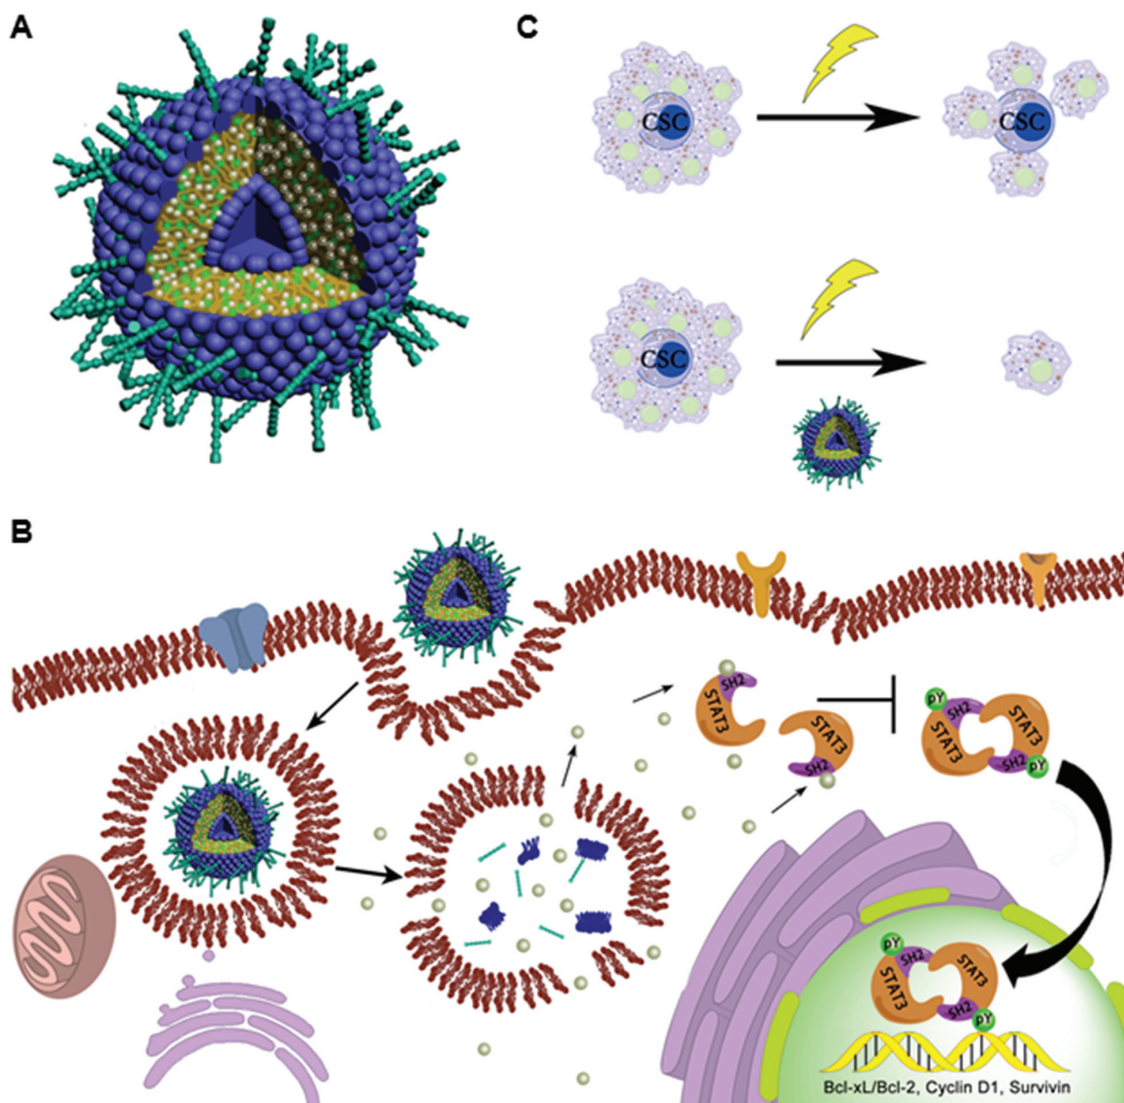 A
C
CSC
CSC
CSC
B
SH2
STAT3
STAT3
SH2
pY
SH2
STAT3
STAT3
SH2
pY
pY
SH2
STAT3
STAT3
SH2
pY
Bcl-xL/Bcl-2, Cyclin D1, Survivin